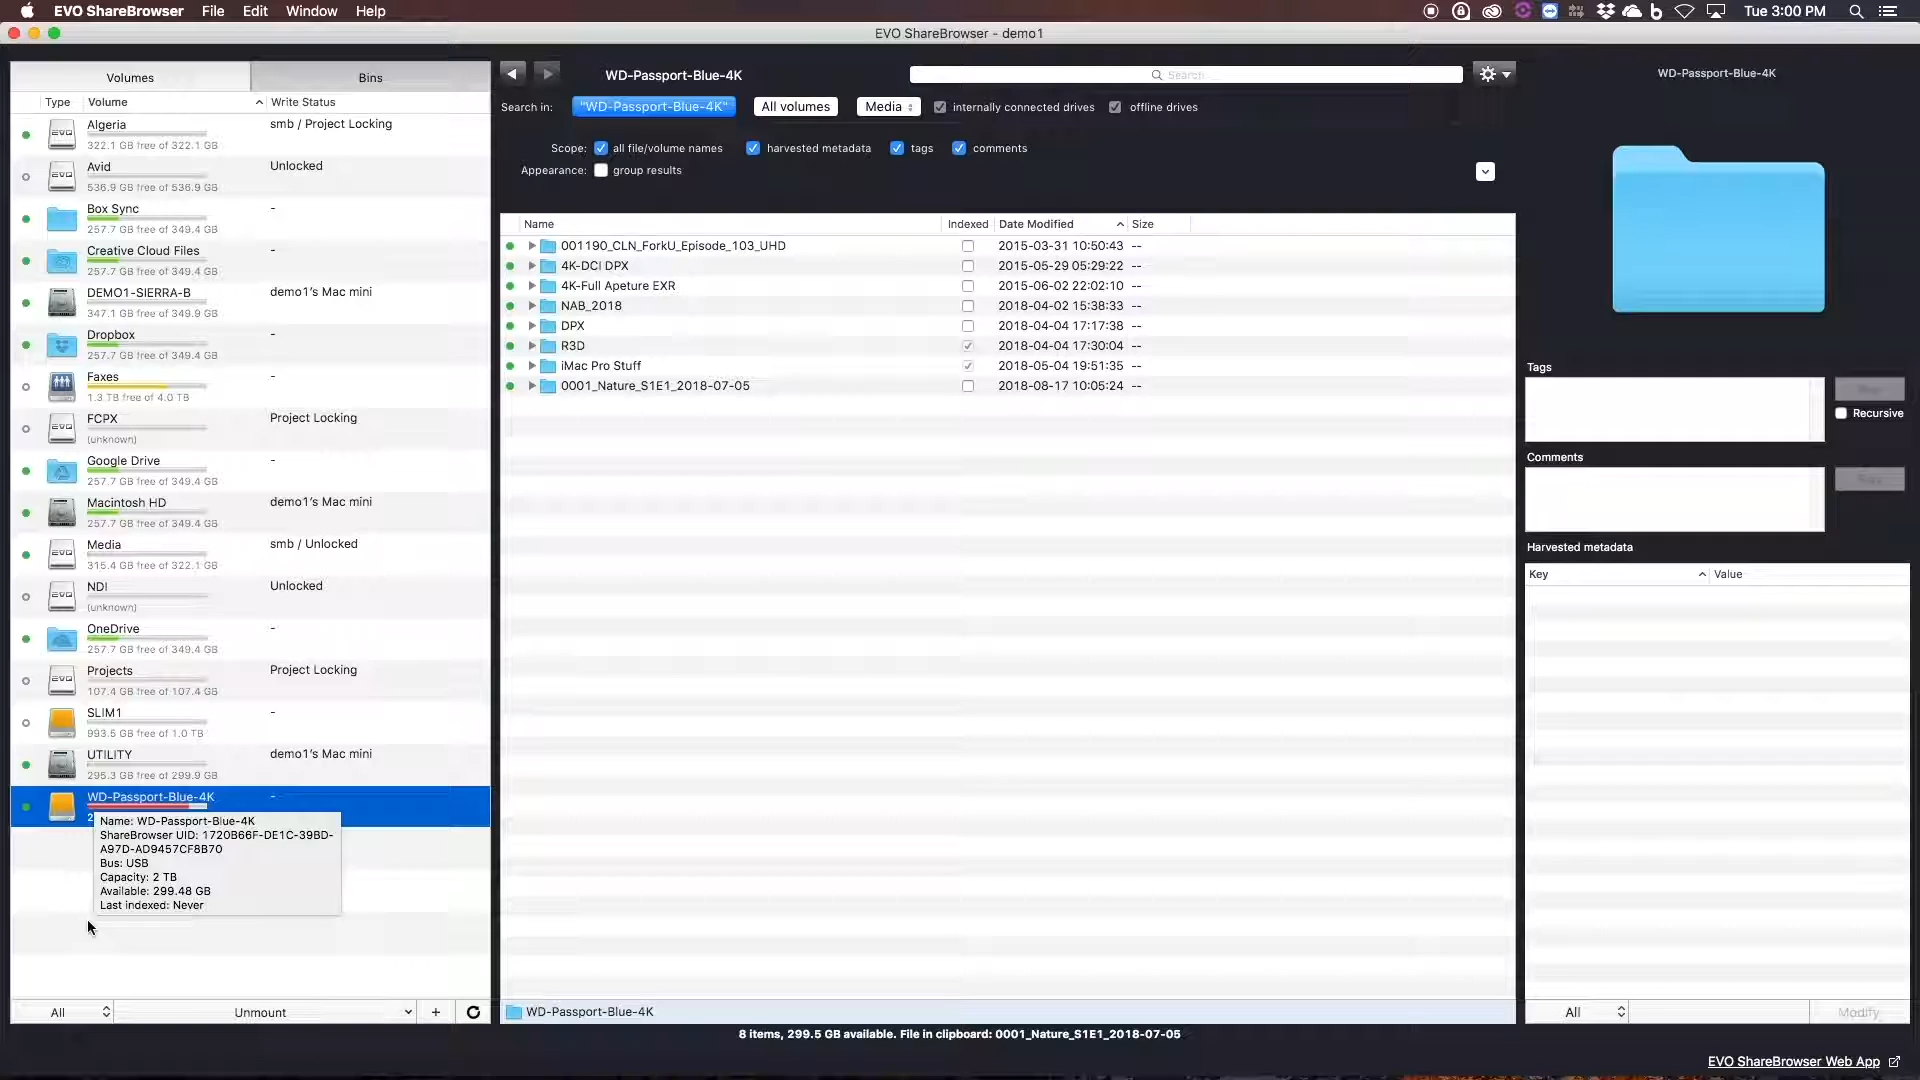 EVO ShareBrowser File Edit Window Help
Tue 3:00 PM
EVO ShareBrowser - demo1
Volumes Bins
Type Volume Write Status
Algeria smb / Project Locking
322.1 GB free of 322.1 GB
Avid Unlocked
536.9 GB free of 536.9 GB
Box Sync -
257.7 GB free of 349.4 GB
Creative Cloud Files -
257.7 GB free of 349.4 GB
DEMO1-SIERRA-B demo1's Mac mini
347.1 GB free of 349.9 GB
Dropbox -
257.7 GB free of 349.4 GB
Faxes -
1.3 TB free of 4.0 TB
FCPX Project Locking
(unknown)
Google Drive -
257.7 GB free of 349.4 GB
Macintosh HD demo1's Mac mini
257.7 GB free of 349.4 GB
Media smb / Unlocked
315.4 GB free of 322.1 GB
NDI Unlocked
(unknown)
OneDrive -
257.7 GB free of 349.4 GB
Projects Project Locking
107.4 GB free of 107.4 GB
SLIM1 -
993.5 GB free of 1.0 TB
UTILITY demo1's Mac mini
295.3 GB free of 299.9 GB
WD-Passport-Blue-4K -
2
Name: WD-Passport-Blue-4K
ShareBrowser UID: 1720B66F-DE1C-39BD-
A97D-AD9457CF8B70
Bus: USB
Capacity: 2 TB
Available: 299.48 GB
Last indexed: Never
All Unmount +
WD-Passport-Blue-4K Search
Search in: "WD-Passport-Blue-4K" All volumes Media internally connected drives offline drives
Scope: all file/volume names harvested metadata tags comments
Appearance: group results
Name Indexed Date Modified Size
001190_CLN_ForkU_Episode_103_UHD 2015-03-31 10:50:43 --
4K-DCI DPX 2015-05-29 05:29:22 --
4K-Full Apeture EXR 2015-06-02 22:02:10 --
NAB_2018 2018-04-02 15:38:33 --
DPX 2018-04-04 17:17:38 --
R3D 2018-04-04 17:30:04 --
iMac Pro Stuff 2018-05-04 19:51:35 --
0001_Nature_S1E1_2018-07-05 2018-08-17 10:05:24 --
WD-Passport-Blue-4K
8 items, 299.5 GB available. File in clipboard: 0001_Nature_S1E1_2018-07-05
WD-Passport-Blue-4K
Tags
Recursive
Comments
Harvested metadata
Key Value
All Modify
EVO ShareBrowser Web App